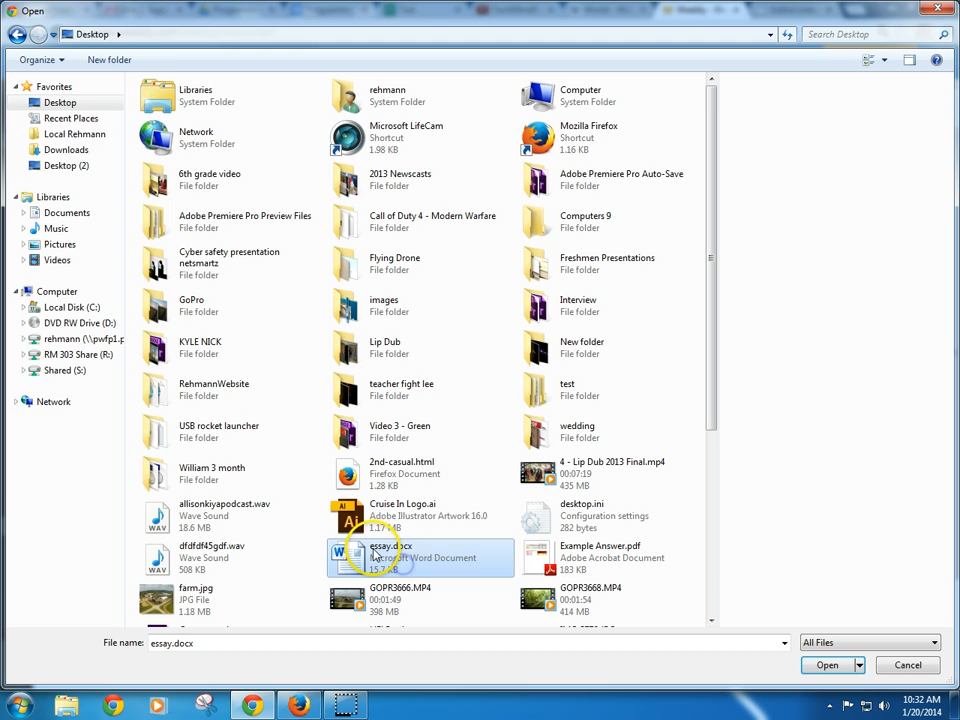 Open
Desktop
Search Desktop
Organize
New folder
Favorites
Desktop
Recent Places
Local Rehmann
Downloads
Desktop (2)
Libraries
Documents
Music
Pictures
Videos
Computer
Local Disk (C:)
DVD RW Drive (D:)
rehmann (\\pwfp1.p
RM 303 Share (R:)
Shared (S:)
Network
Libraries
System Folder
rehmann
System Folder
Computer
System Folder
Network
System Folder
Microsoft LifeCam
Shortcut
1.98 KB
Mozilla Firefox
Shortcut
1.16 KB
6th grade video
File folder
2013 Newscasts
File folder
Adobe Premiere Pro Auto-Save
File folder
Adobe Premiere Pro Preview Files
File folder
Call of Duty 4 - Modern Warfare
File folder
Computers 9
File folder
Cyber safety presentation
netsmartz
File folder
Flying Drone
File folder
Freshmen Presentations
File folder
GoPro
File folder
images
File folder
Interview
File folder
KYLE NICK
File folder
Lip Dub
File folder
New folder
File folder
RehmannWebsite
File folder
teacher fight lee
File folder
test
File folder
USB rocket launcher
File folder
Video 3 - Green
File folder
wedding
File folder
William 3 month
File folder
2nd-casual.html
Firefox Document
1.28 KB
4 - Lip Dub 2013 Final.mp4
00:07:19
435 MB
allisonkiyapodcast.wav
Wave Sound
18.6 MB
Cruise In Logo.ai
Adobe Illustrator Artwork 16.0
1.17 MB
desktop.ini
Configuration settings
282 bytes
dfdfdf45gdf.wav
Wave Sound
508 KB
essay.docx
Microsoft Word Document
15.7 KB
Example Answer.pdf
Adobe Acrobat Document
183 KB
farm.jpg
JPG File
1.18 MB
GOPR3666.MP4
00:01:49
398 MB
GOPR3668.MP4
00:01:54
414 MB
File name:
essay.docx
All Files
Open
Cancel
10:32 AM
1/20/2014